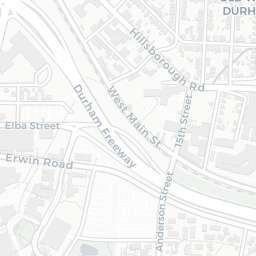 DURH
Hillsborough Rd
West Main St.
Durham Freeway
15th Street
Elba Street
Erwin Road
Anderson Street